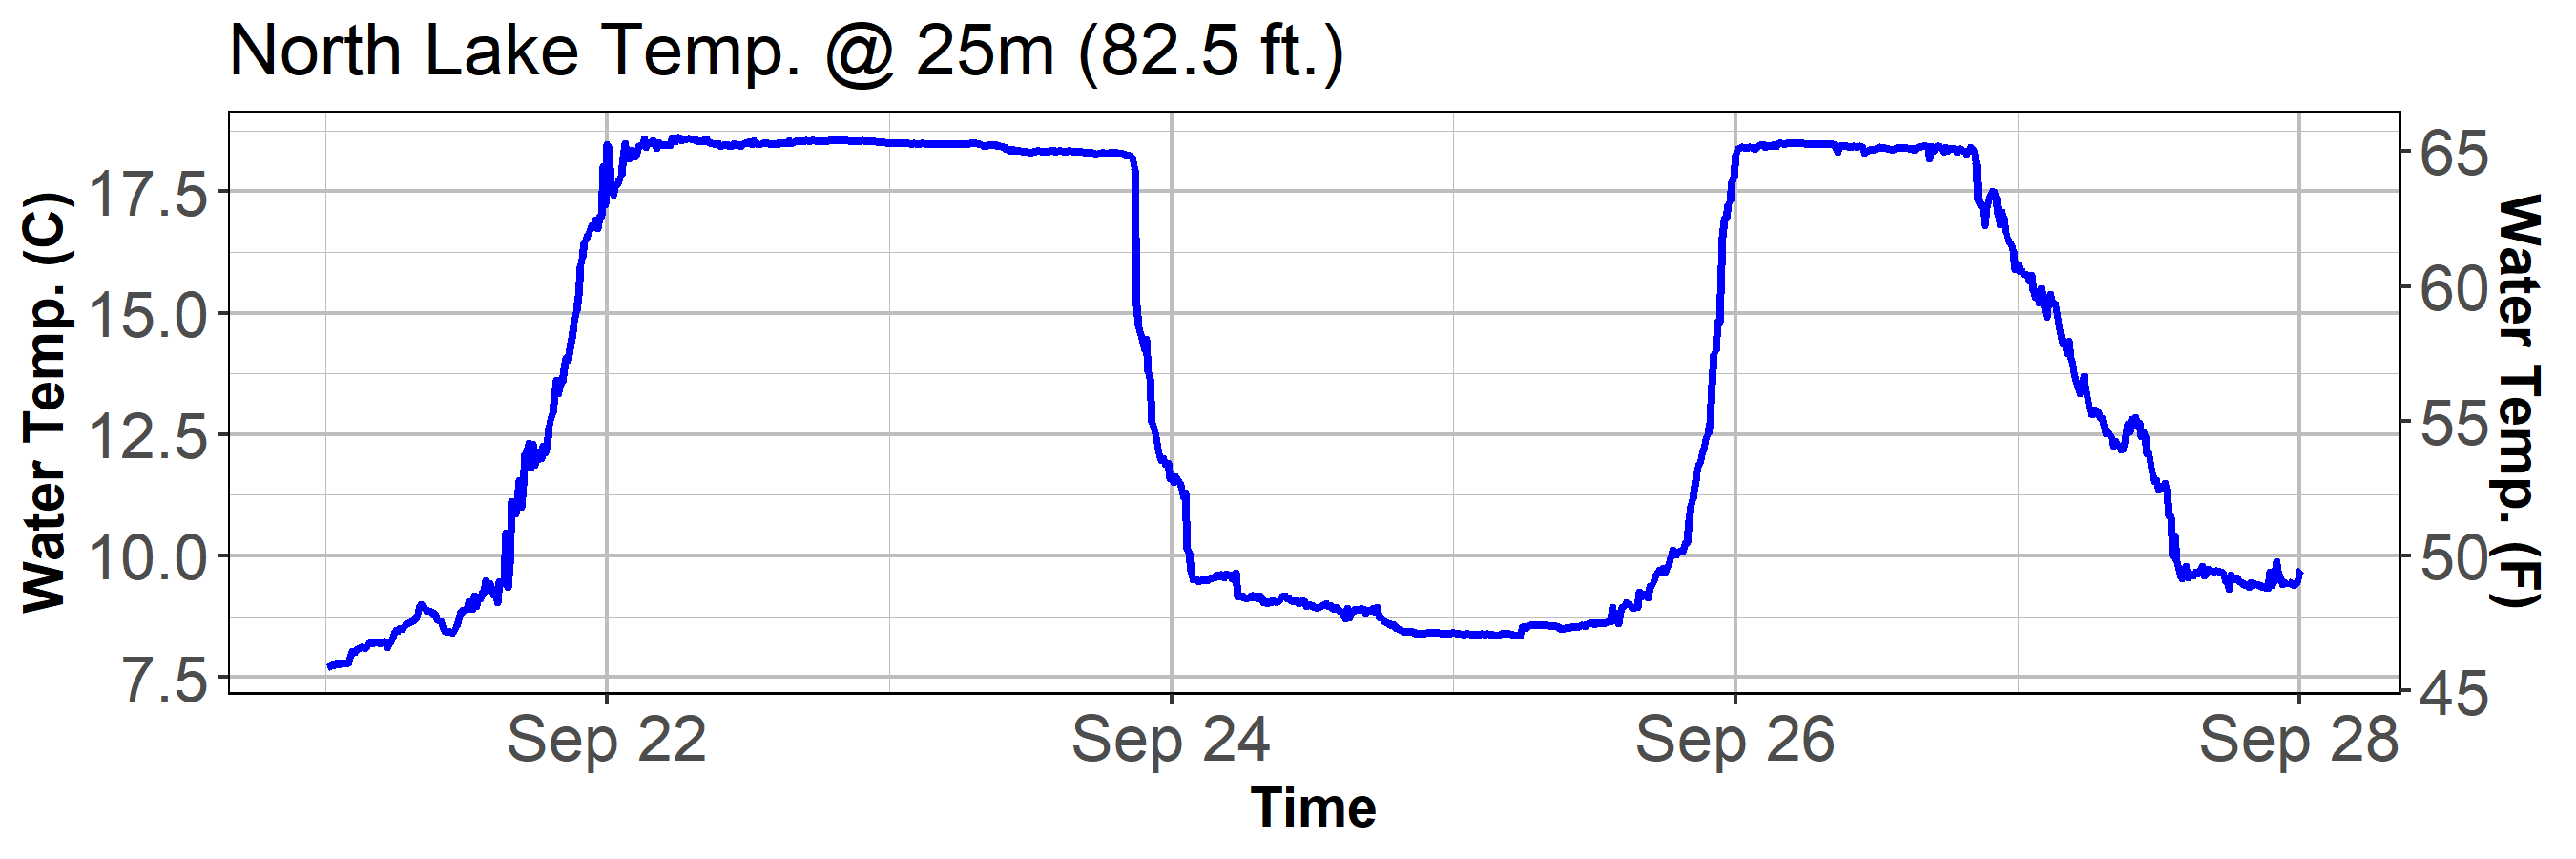 North Lake Temp. @ 25m (82.5 ft.)
Water Temp. (C)
17.5
15.0
12.5
10.0
7.5
65
60
55
50
45
Water Temp. (F)
Sep 22 Sep 24 Sep 26 Sep 28
Time